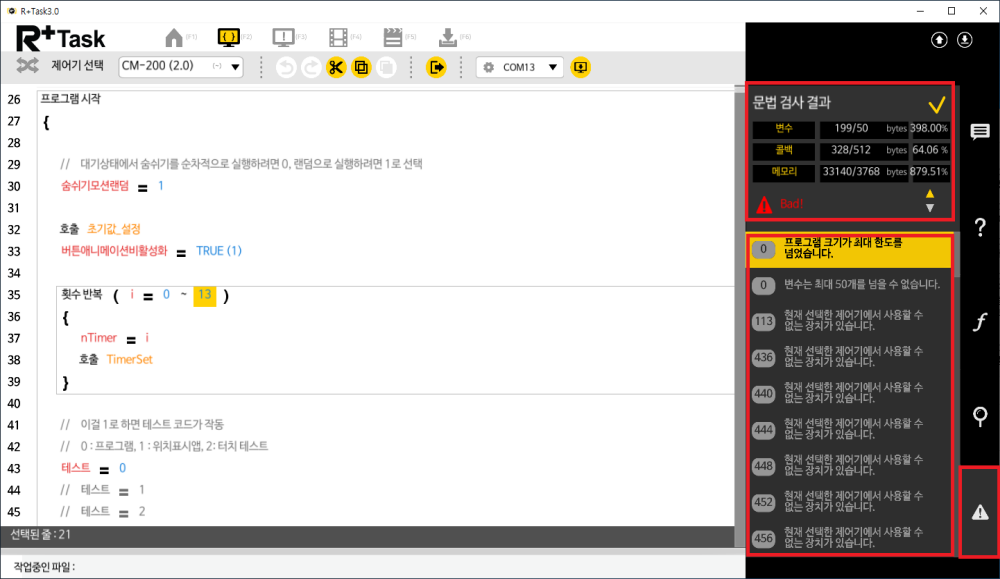 R+Task3.0
R+Task
(F1)
(F2)
(F3)
(F4)
(F5)
(F6)
제어기 선택 CM-200 (2.0) (-) COM13
26 프로그램 시작
27 {
28
29 // 대기상태에서 숨쉬기를 순차적으로 실행하려면 0, 랜덤으로 실행하려면 1로 선택
30 숨쉬기모션랜덤 = 1
31
32 호출 초기값_설정
33 버튼애니메이션비활성화 = TRUE (1)
34
35 횟수 반복 ( i = 0 ~ 13 )
36 {
37 nTimer = i
38 호출 TimerSet
39 }
40
41 // 이걸 1로 하면 테스트 코드가 작동
42 // 0 : 프로그램, 1 : 위치표시앱, 2: 터치 테스트
43 테스트 = 0
44 // 테스트 = 1
45 // 테스트 = 2
선택된 줄 : 21
작업중인 파일 :
문법 검사 결과
변수 199/50 bytes 398.00%
콜백 328/512 bytes 64.06 %
메모리 33140/3768 bytes 879.51%
Bad!
0 프로그램 크기가 최대 한도를
넘었습니다.
0 변수는 최대 50개를 넘을 수 없습니다.
113 현재 선택한 제어기에서 사용할 수
없는 장치가 있습니다.
436 현재 선택한 제어기에서 사용할 수
없는 장치가 있습니다.
440 현재 선택한 제어기에서 사용할 수
없는 장치가 있습니다.
444 현재 선택한 제어기에서 사용할 수
없는 장치가 있습니다.
448 현재 선택한 제어기에서 사용할 수
없는 장치가 있습니다.
452 현재 선택한 제어기에서 사용할 수
없는 장치가 있습니다.
456 현재 선택한 제어기에서 사용할 수
없는 장치가 있습니다.